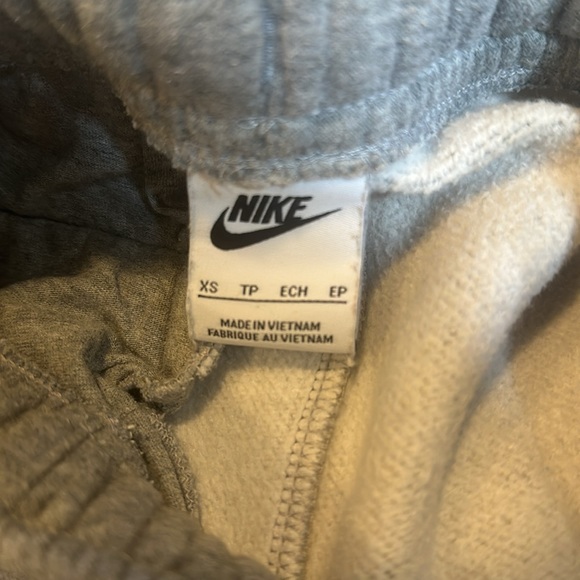 NIKE
XS TP ECH EP
MADE IN VIETNAM
FABRIQUE AU VIETNAM